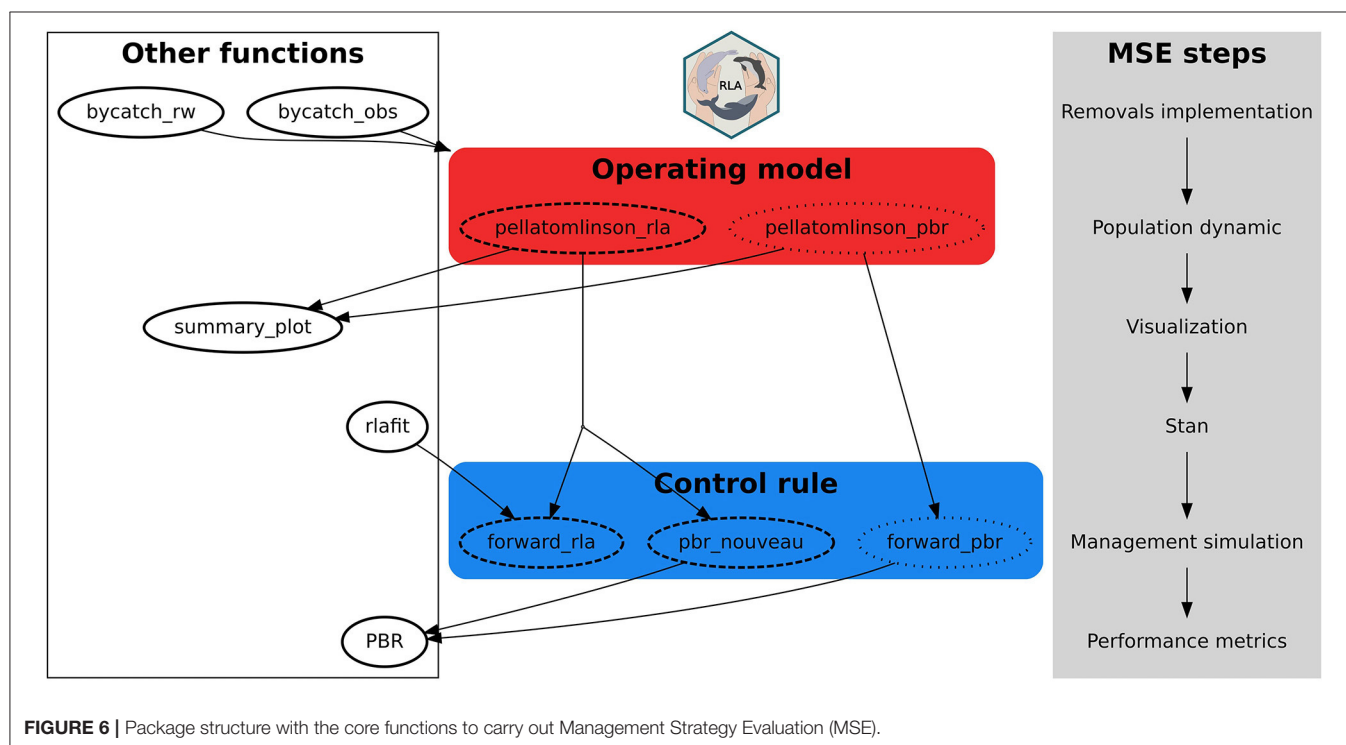 Other functions
bycatch_rw
bycatch_obs
RLA
MSE steps
Removals implementation
Operating model
pellatomlinson_rla
pellatomlinson_pbr
Population dynamic
summary_plot
Visualization
rlafit
Stan
Control rule
forward_rla
pbr_nouveau
forward_pbr
Management simulation
PBR
Performance metrics
FIGURE 6 | Package structure with the core functions to carry out Management Strategy Evaluation (MSE).